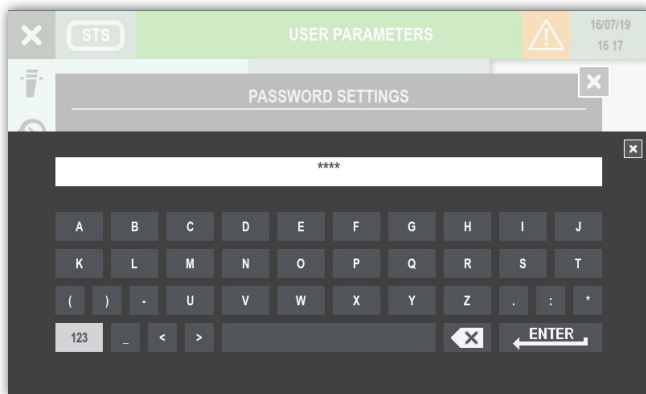 STS USER PARAMETERS 16/07/19
16 17
PASSWORD SETTINGS
****
A B C D E F G H I J
K L M N O P Q R S T
( ) - U V W X Y Z . : *
123 _ < > ENTER